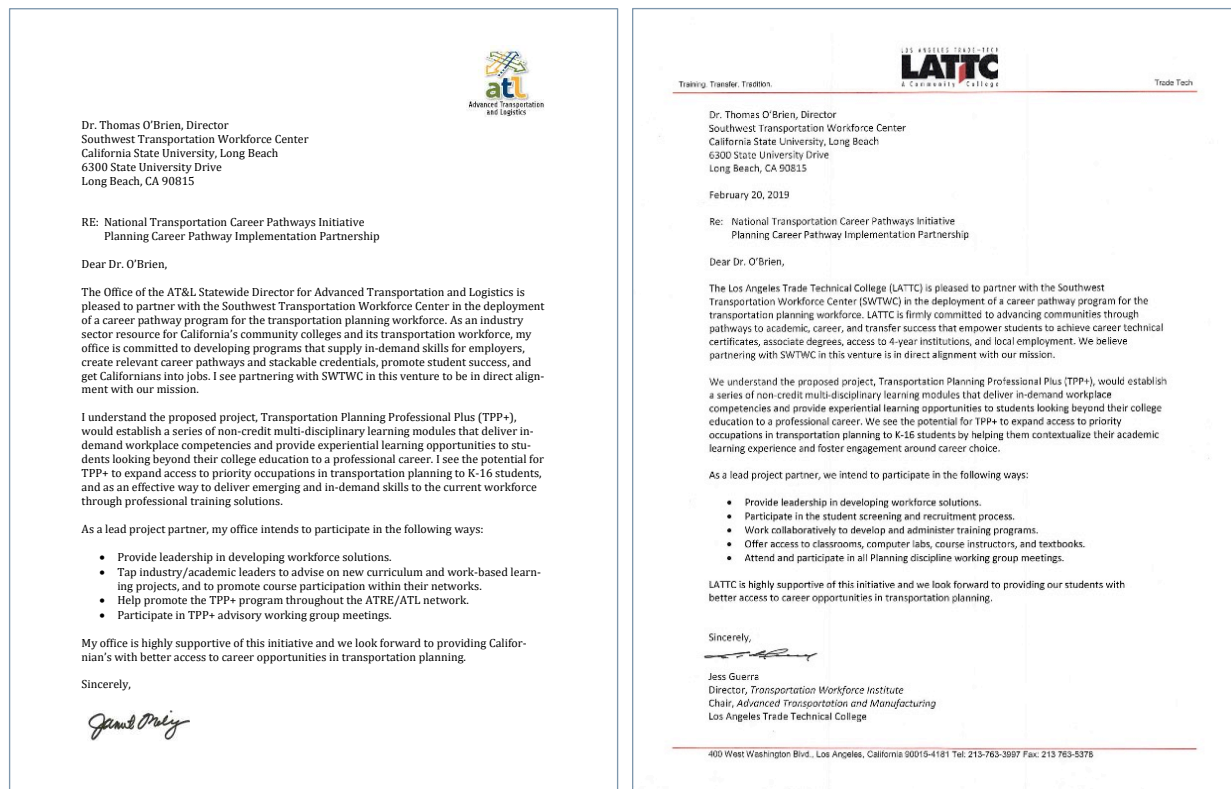 atl
Advanced Transportation
and Logistics
Dr. Thomas O'Brien, Director
Southwest Transportation Workforce Center
California State University, Long Beach
6300 State University Drive
Long Beach, CA 90815
RE: National Transportation Career Pathways Initiative
Planning Career Pathway Implementation Partnership
Dear Dr. O'Brien,
The Office of the AT&L Statewide Director for Advanced Transportation and Logistics is
pleased to partner with the Southwest Transportation Workforce Center in the deployment
of a career pathway program for the transportation planning workforce. As an industry
sector resource for California's community colleges and its transportation workforce, my
office is committed to developing programs that supply in-demand skills for employers,
create relevant career pathways and stackable credentials, promote student success, and
get Californians into jobs. I see partnering with SWTWC in this venture to be in direct align-
ment with our mission.
I understand the proposed project, Transportation Planning Professional Plus (TPP+),
would establish a series of non-credit multi-disciplinary learning modules that deliver in-
demand workplace competencies and provide experiential learning opportunities to stu-
dents looking beyond their college education to a professional career. I see the potential for
TPP+ to expand access to priority occupations in transportation planning to K-16 students,
and as an effective way to deliver emerging and in-demand skills to the current workforce
through professional training solutions.
As a lead project partner, my office intends to participate in the following ways:
• Provide leadership in developing workforce solutions.
• Tap industry/academic leaders to advise on new curriculum and work-based learn-
ing projects, and to promote course participation within their networks.
• Help promote the TPP+ program throughout the ATRE/ATL network.
• Participate in TPP+ advisory working group meetings.
My office is highly supportive of this initiative and we look forward to providing Califor-
nian's with better access to career opportunities in transportation planning.
Sincerely,
LOS ANGELES TRADE-TECH
LATTC
A Community College
Training. Transfer. Tradition.
Trade Tech
Dr. Thomas O'Brien, Director
Southwest Transportation Workforce Center
California State University, Long Beach
6300 State University Drive
Long Beach, CA 90815
February 20, 2019
Re: National Transportation Career Pathways Initiative
Planning Career Pathway Implementation Partnership
Dear Dr. O'Brien,
The Los Angeles Trade Technical College (LATTC) is pleased to partner with the Southwest
Transportation Workforce Center (SWTWC) in the deployment of a career pathway program for the
transportation planning workforce. LATTC is firmly committed to advancing communities through
pathways to academic, career, and transfer success that empower students to achieve career technical
certificates, associate degrees, access to 4-year institutions, and local employment. We believe
partnering with SWTWC in this venture is in direct alignment with our mission.
We understand the proposed project, Transportation Planning Professional Plus (TPP+), would establish
a series of non-credit multi-disciplinary learning modules that deliver in-demand workplace
competencies and provide experiential learning opportunities to students looking beyond their college
education to a professional career. We see the potential for TPP+ to expand access to priority
occupations in transportation planning to K-16 students by helping them contextualize their academic
learning experience and foster engagement around career choice.
As a lead project partner, we intend to participate in the following ways:
• Provide leadership in developing workforce solutions.
• Participate in the student screening and recruitment process.
• Work collaboratively to develop and administer training programs.
• Offer access to classrooms, computer labs, course instructors, and textbooks.
• Attend and participate in all Planning discipline working group meetings.
LATTC is highly supportive of this initiative and we look forward to providing our students with
better access to career opportunities in transportation planning.
Sincerely,
Jess Guerra
Director, Transportation Workforce Institute
Chair, Advanced Transportation and Manufacturing
Los Angeles Trade Technical College
400 West Washington Blvd., Los Angeles, California 90015-4181 Tel: 213-763-3997 Fax: 213 763-5378